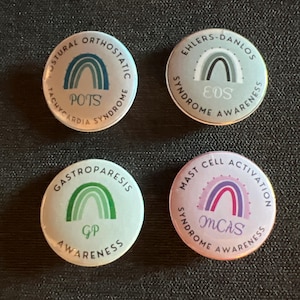 POSTURAL ORTHOSTATIC
POTS
TACHYCARDIA SYNDROME
EHLERS-DANLOS
EDS
SYNDROME AWARENESS
GASTROPARESIS
GP
AWARENESS
MAST CELL ACTIVATION
MCAS
SYNDROME AWARENESS